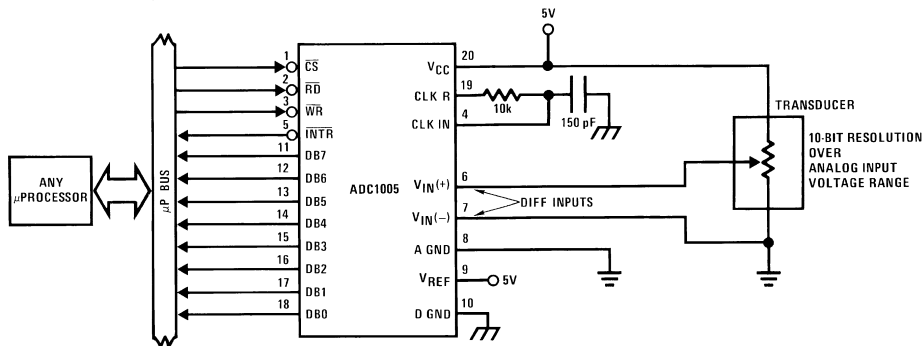 5V
1
CS
2
RD
3
WR
5
INTR
11
DB7
12
DB6
13
DB5
14
DB4
15
DB3
16
DB2
17
DB1
18
DB0
ANY
μPROCESSOR
μP BUS
ADC1005
20
VCC
19
CLK R
10k
4
CLK IN
150 pF
6
VIN(+)
DIFF INPUTS
7
VIN(−)
8
A GND
9
VREF
5V
10
D GND
TRANSDUCER
10-BIT RESOLUTION
OVER
ANALOG INPUT
VOLTAGE RANGE